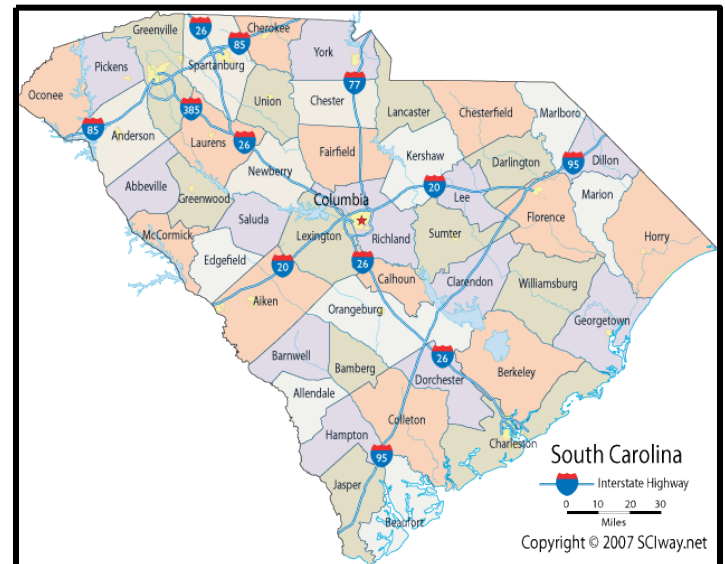 Greenville
26
Cherokee
85
York
Pickens
Spartanburg
Oconee
Union
Chester
77
Lancaster
Chesterfield
Marlboro
385
85
Anderson
Laurens
26
Fairfield
Kershaw
Darlington
95
Dillon
Newberry
Abbeville
Greenwood
Columbia
20
Lee
Marion
Saluda
Florence
McCormick
Lexington
Richland
Sumter
Horry
Edgefield
20
26
Calhoun
Clarendon
Williamsburg
Aiken
Orangeburg
Georgetown
Barnwell
Bamberg
26
Dorchester
Berkeley
Allendale
Colleton
Hampton
Charleston
95
Jasper
Beaufort
South Carolina
Interstate Highway
0 10 20 30
Miles
Copyright © 2007 SCIway.net